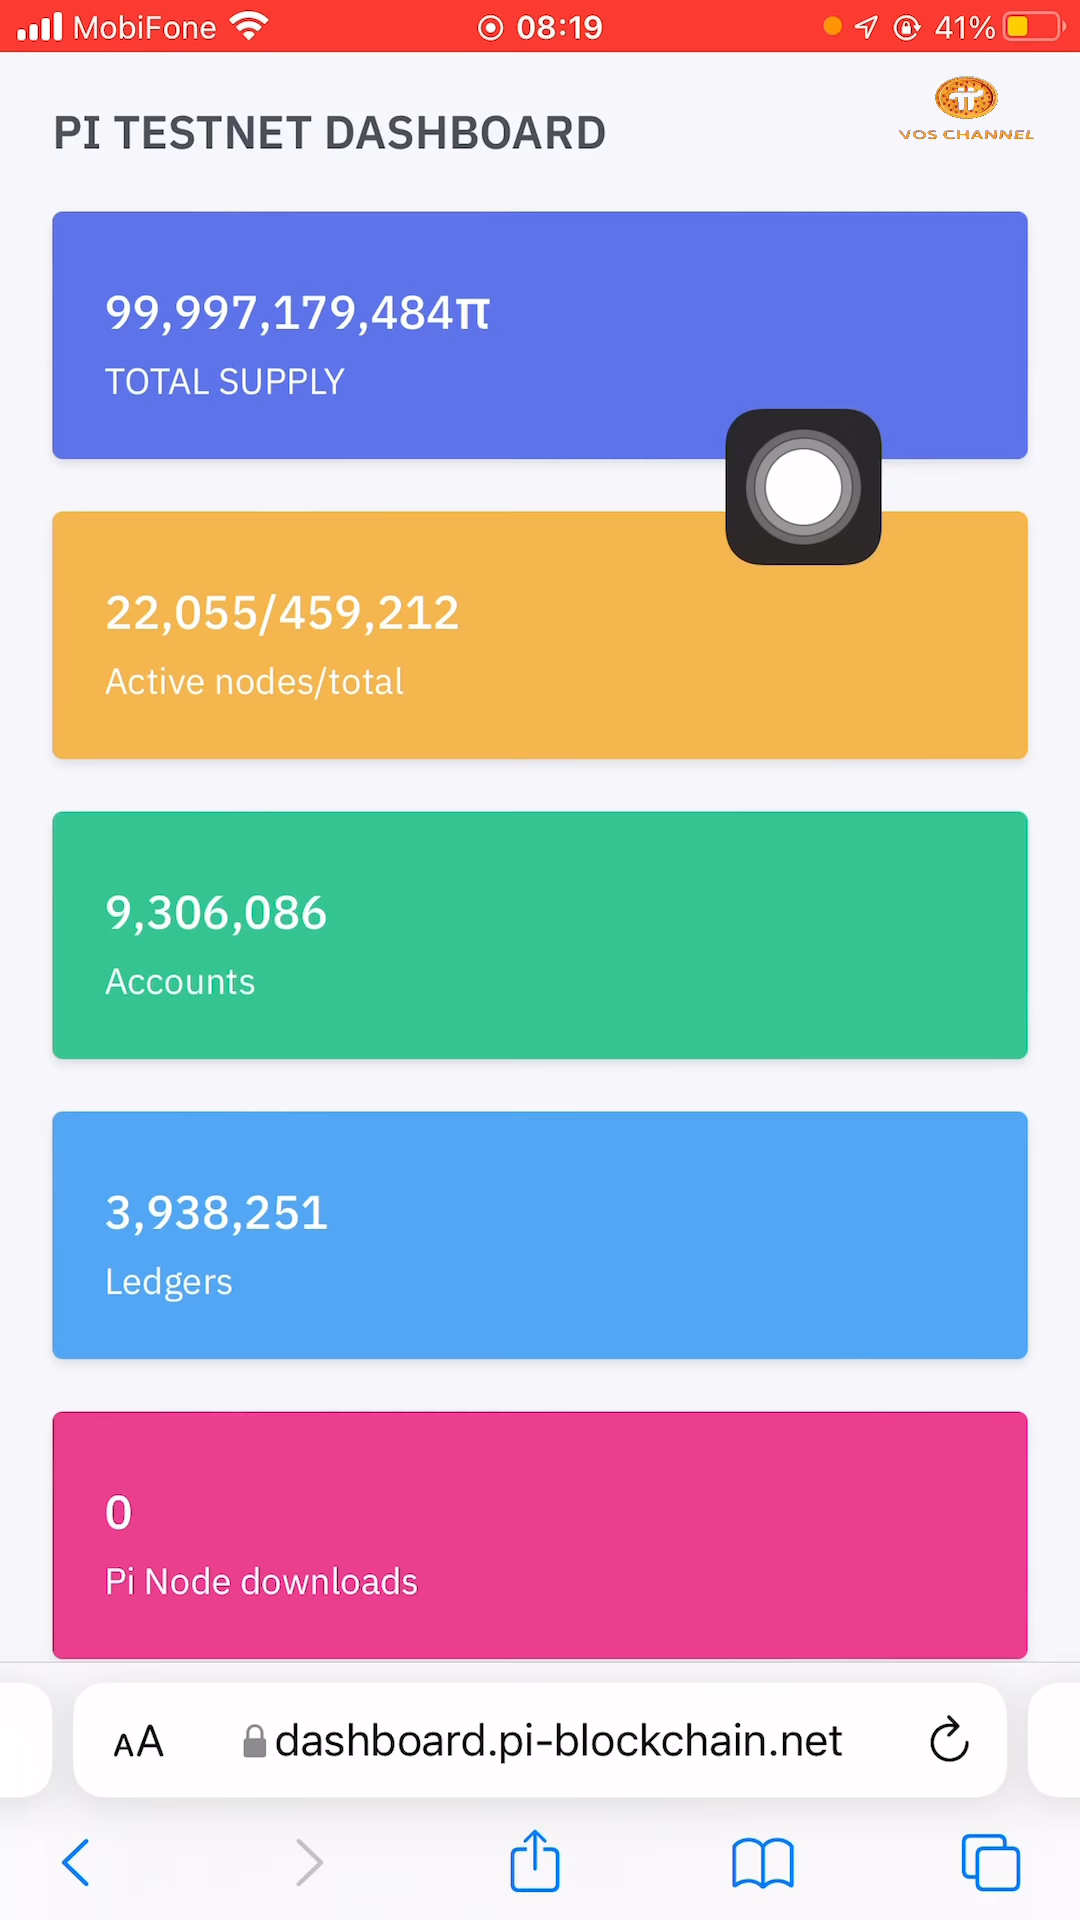 MobiFone 08:19 41%
VOS CHANNEL
PI TESTNET DASHBOARD
99,997,179,484π
TOTAL SUPPLY
22,055/459,212
Active nodes/total
9,306,086
Accounts
3,938,251
Ledgers
0
Pi Node downloads
AA dashboard.pi-blockchain.net